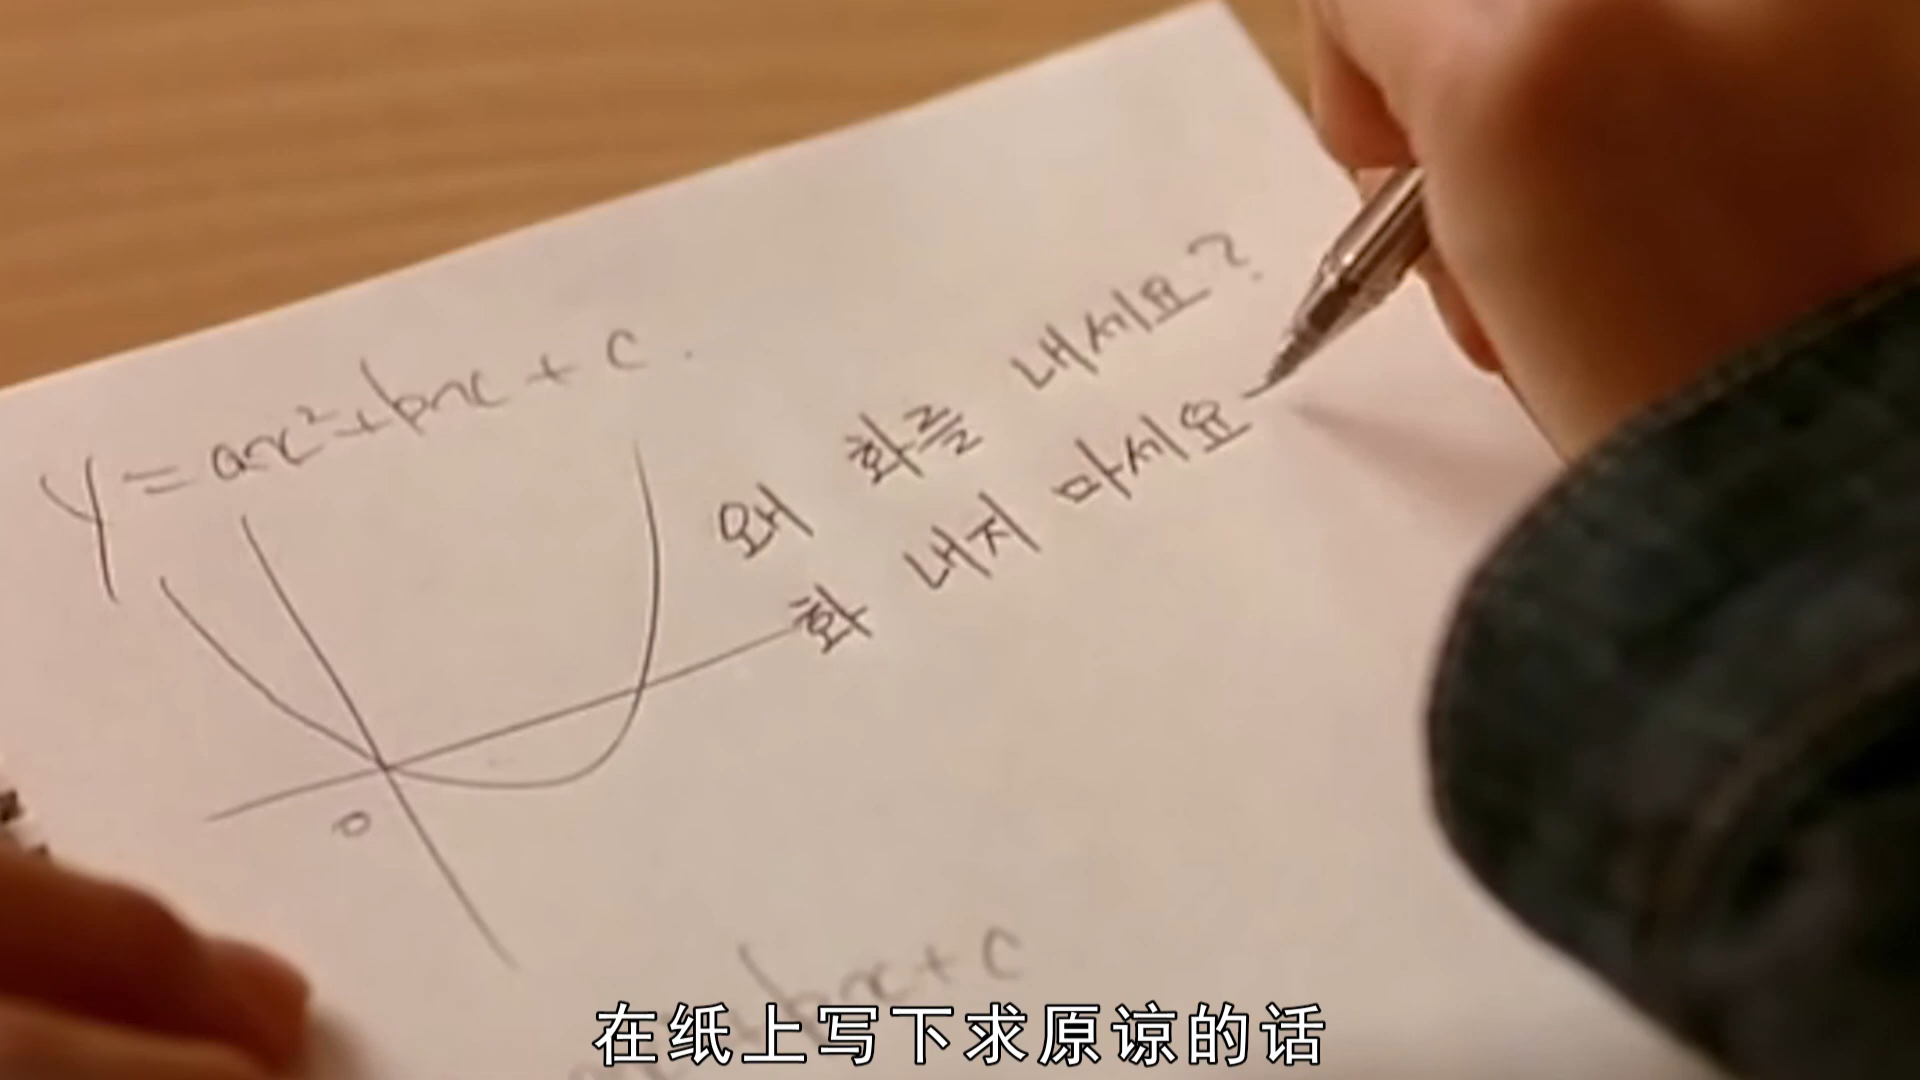 y=ax²+bx+c.
왜 화를 내세요?
화 내지 마세요
0
bx+c
在纸上写下求原谅的话